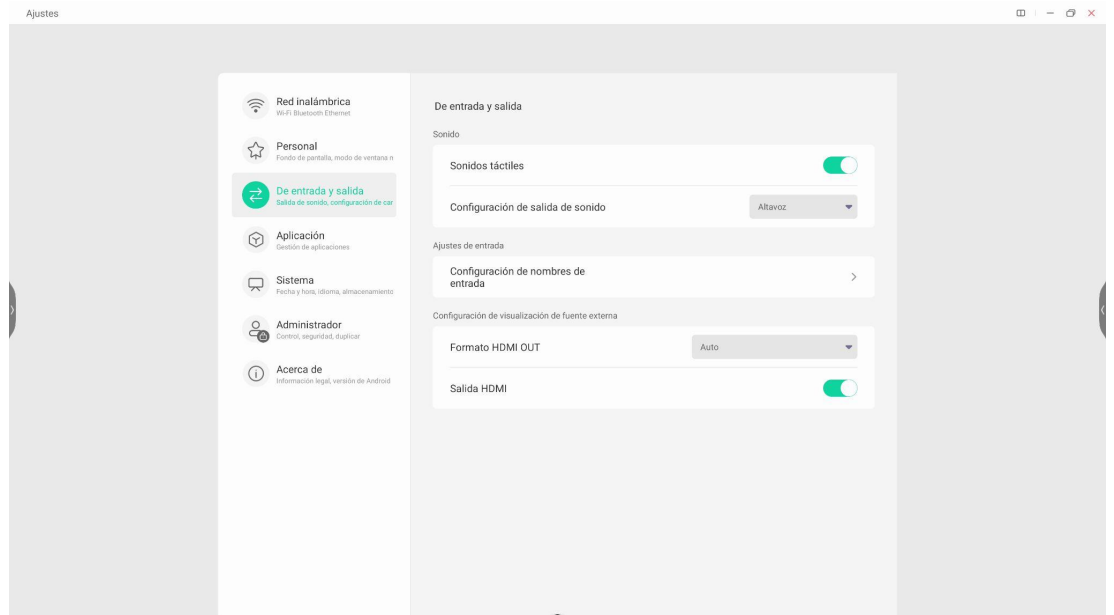 Ajustes
Red inalámbrica
Wi-Fi Bluetooth Ethernet
Personal
Fondo de pantalla, modo de ventana n
De entrada y salida
Salida de sonido, configuración de car
Aplicación
Gestión de aplicaciones
Sistema
Fecha y hora, idioma, almacenamiento
Administrador
Control, seguridad, duplicar
Acerca de
Información legal, versión de Android
De entrada y salida
Sonido
Sonidos táctiles
Configuración de salida de sonido
Altavoz
Ajustes de entrada
Configuración de nombres de
entrada
Configuración de visualización de fuente externa
Formato HDMI OUT
Auto
Salida HDMI